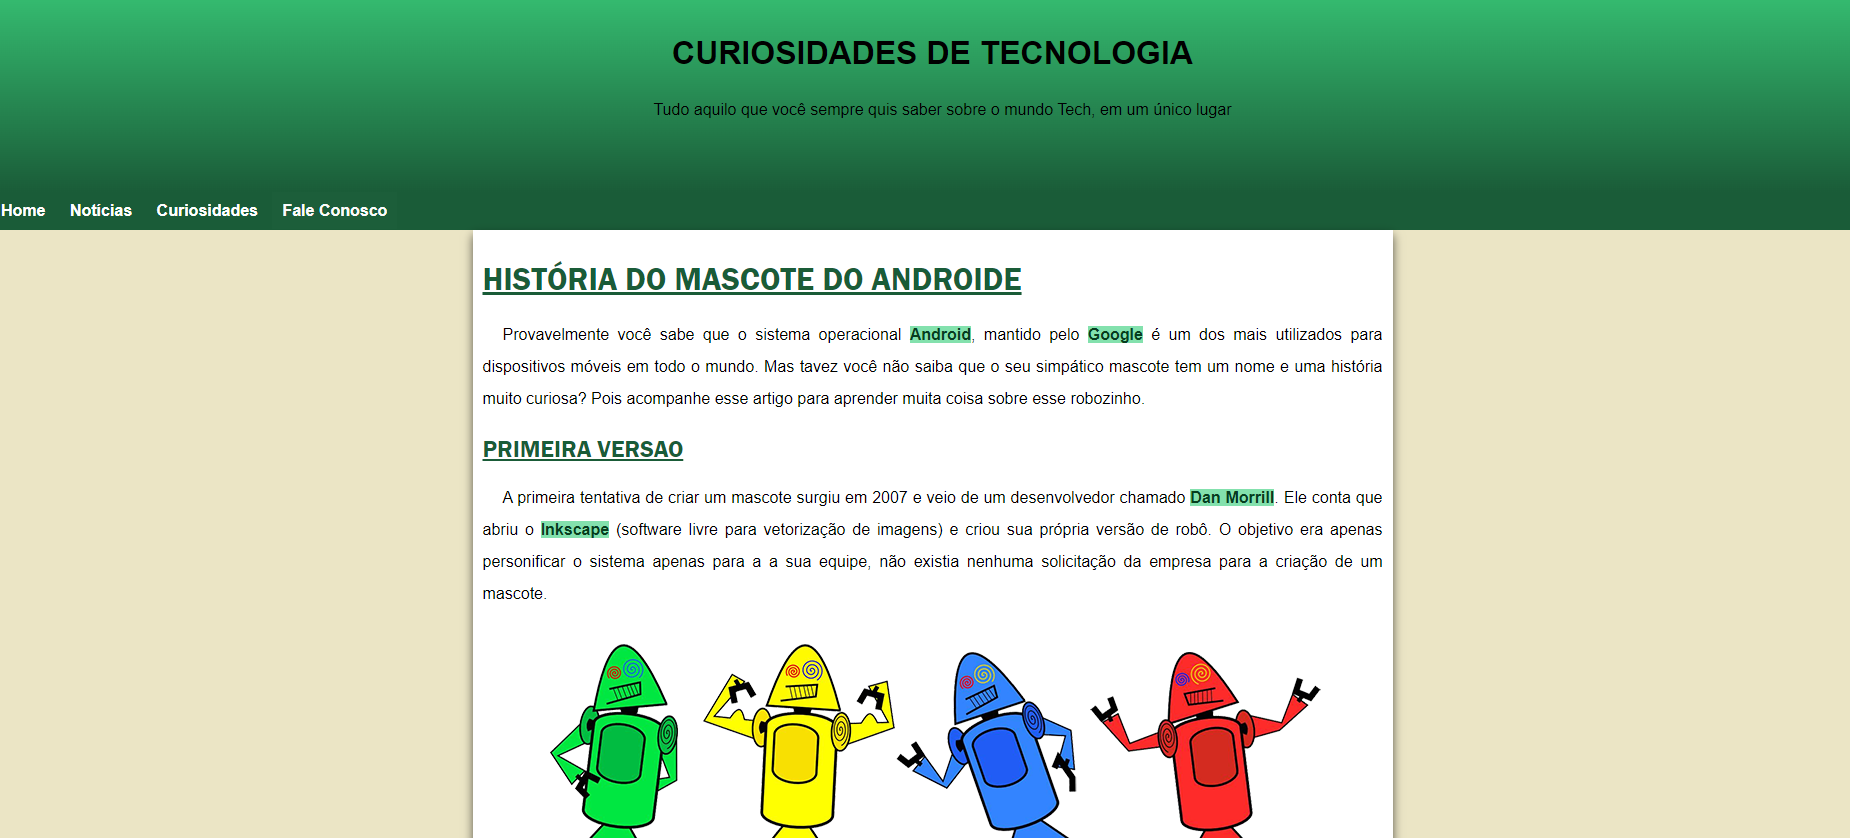 CURIOSIDADES DE TECNOLOGIA
Tudo aquilo que você sempre quis saber sobre o mundo Tech, em um único lugar
Home Notícias Curiosidades Fale Conosco
HISTÓRIA DO MASCOTE DO ANDROIDE
Provavelmente você sabe que o sistema operacional Android, mantido pelo Google é um dos mais utilizados para
dispositivos móveis em todo o mundo. Mas tavez você não saiba que o seu simpático mascote tem um nome e uma história
muito curiosa? Pois acompanhe esse artigo para aprender muita coisa sobre esse robozinho.
PRIMEIRA VERSAO
A primeira tentativa de criar um mascote surgiu em 2007 e veio de um desenvolvedor chamado Dan Morrill. Ele conta que
abriu o Inkscape (software livre para vetorização de imagens) e criou sua própria versão de robô. O objetivo era apenas
personificar o sistema apenas para a a sua equipe, não existia nenhuma solicitação da empresa para a criação de um
mascote.